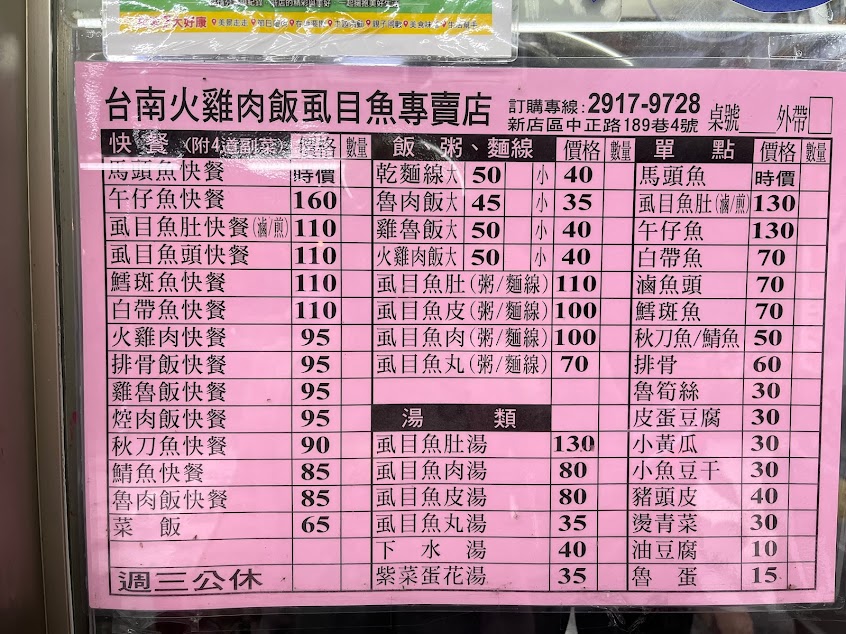 大好康
台南火雞肉飯虱目魚專賣店
訂購專線:2917-9728
新店區中正路189巷4號
桌號 外帶
快餐(附4道副菜) 價格 數量
馬頭魚快餐 時價
午仔魚快餐 160
虱目魚肚快餐(滷/煎) 110
虱目魚頭快餐 110
鱈斑魚快餐 110
白帶魚快餐 110
火雞肉快餐 95
排骨飯快餐 95
雞魯飯快餐 95
焢肉飯快餐 95
秋刀魚快餐 90
鯖魚快餐 85
魯肉飯快餐 85
菜 飯 65
週三公休
飯 粥、麵線 價格 數量
乾麵線 大 50 小 40
魯肉飯 大 45 小 35
雞魯飯 大 50 小 40
火雞肉飯 大 50 小 40
虱目魚肚(粥/麵線) 110
虱目魚皮(粥/麵線) 100
虱目魚肉(粥/麵線) 100
虱目魚丸(粥/麵線) 70
湯 類
虱目魚肚湯 130
虱目魚肉湯 80
虱目魚皮湯 80
虱目魚丸湯 35
下 水 湯 40
紫菜蛋花湯 35
單 點 價格 數量
馬頭魚 時價
虱目魚肚(滷/煎) 130
午仔魚 130
白帶魚 70
滷魚頭 70
鱈斑魚 70
秋刀魚/鯖魚 50
排骨 60
魯筍絲 30
皮蛋豆腐 30
小黃瓜 30
小魚豆干 30
豬頭皮 40
燙青菜 30
油豆腐 10
魯 蛋 15